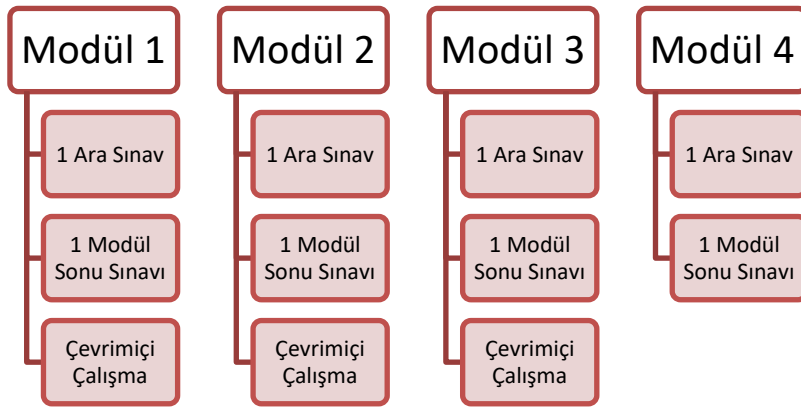 Modül 1
1 Ara Sınav
1 Modül
Sonu Sınavı
Çevrimiçi
Çalışma
Modül 2
1 Ara Sınav
1 Modül
Sonu Sınavı
Çevrimiçi
Çalışma
Modül 3
1 Ara Sınav
1 Modül
Sonu Sınavı
Çevrimiçi
Çalışma
Modül 4
1 Ara Sınav
1 Modül
Sonu Sınavı